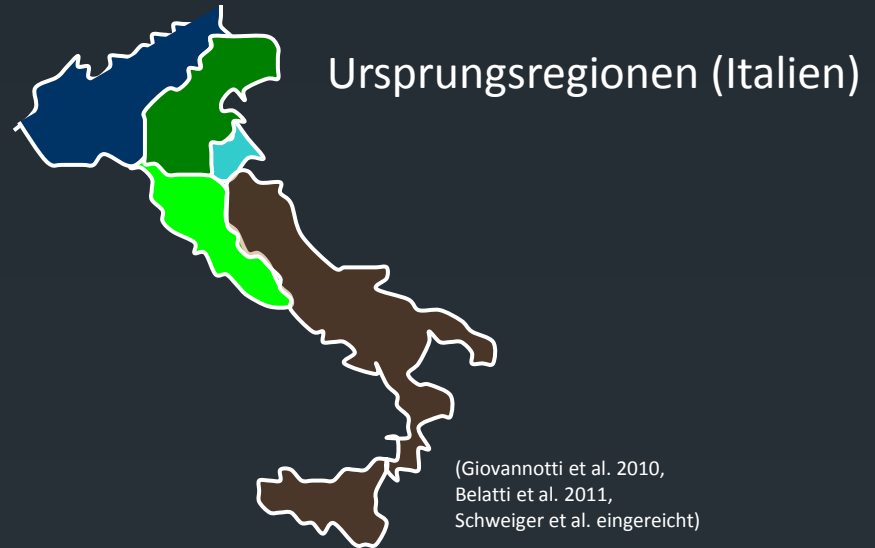 Ursprungsregionen (Italien)
(Giovannotti et al. 2010,
Belatti et al. 2011,
Schweiger et al. eingereicht)